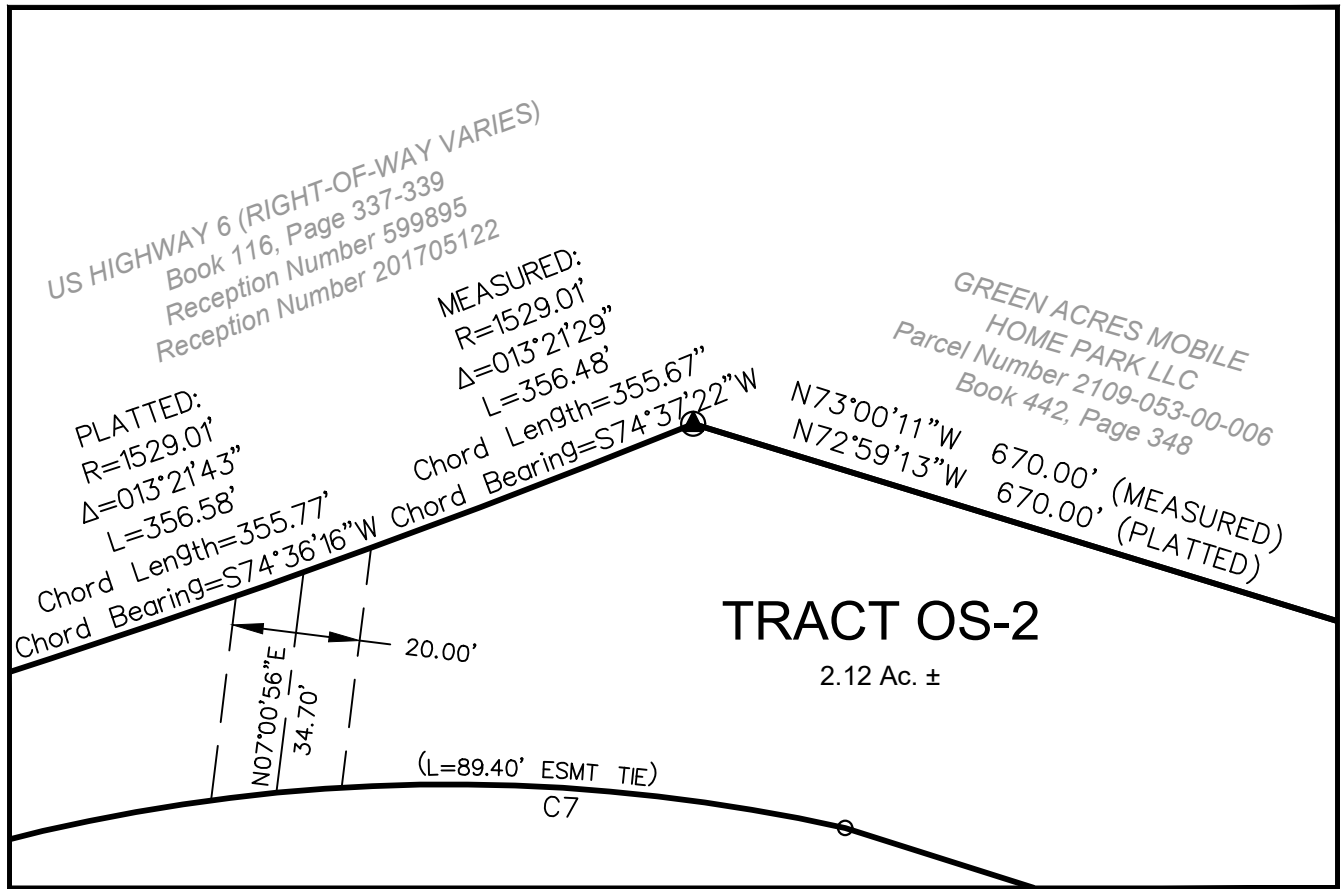 US HIGHWAY 6 (RIGHT-OF-WAY VARIES)
Book 116, Page 337-339
Reception Number 599895
Reception Number 201705122
MEASURED:
R=1529.01'
Δ=013°21'29"
L=356.48'
Chord Length=355.67"
Chord Bearing=S74°37'22"W
PLATTED:
R=1529.01'
Δ=013°21'43"
L=356.58'
Chord Length=355.77'
Chord Bearing=S74°36'16"W
GREEN ACRES MOBILE
HOME PARK LLC
Parcel Number 2109-053-00-006
Book 442, Page 348
N73°00'11"W 670.00' (MEASURED)
N72°59'13"W 670.00' (PLATTED)
TRACT OS-2
2.12 Ac. ±
20.00'
N07°00'56"E
34.70'
(L=89.40' ESMT TIE)
C7